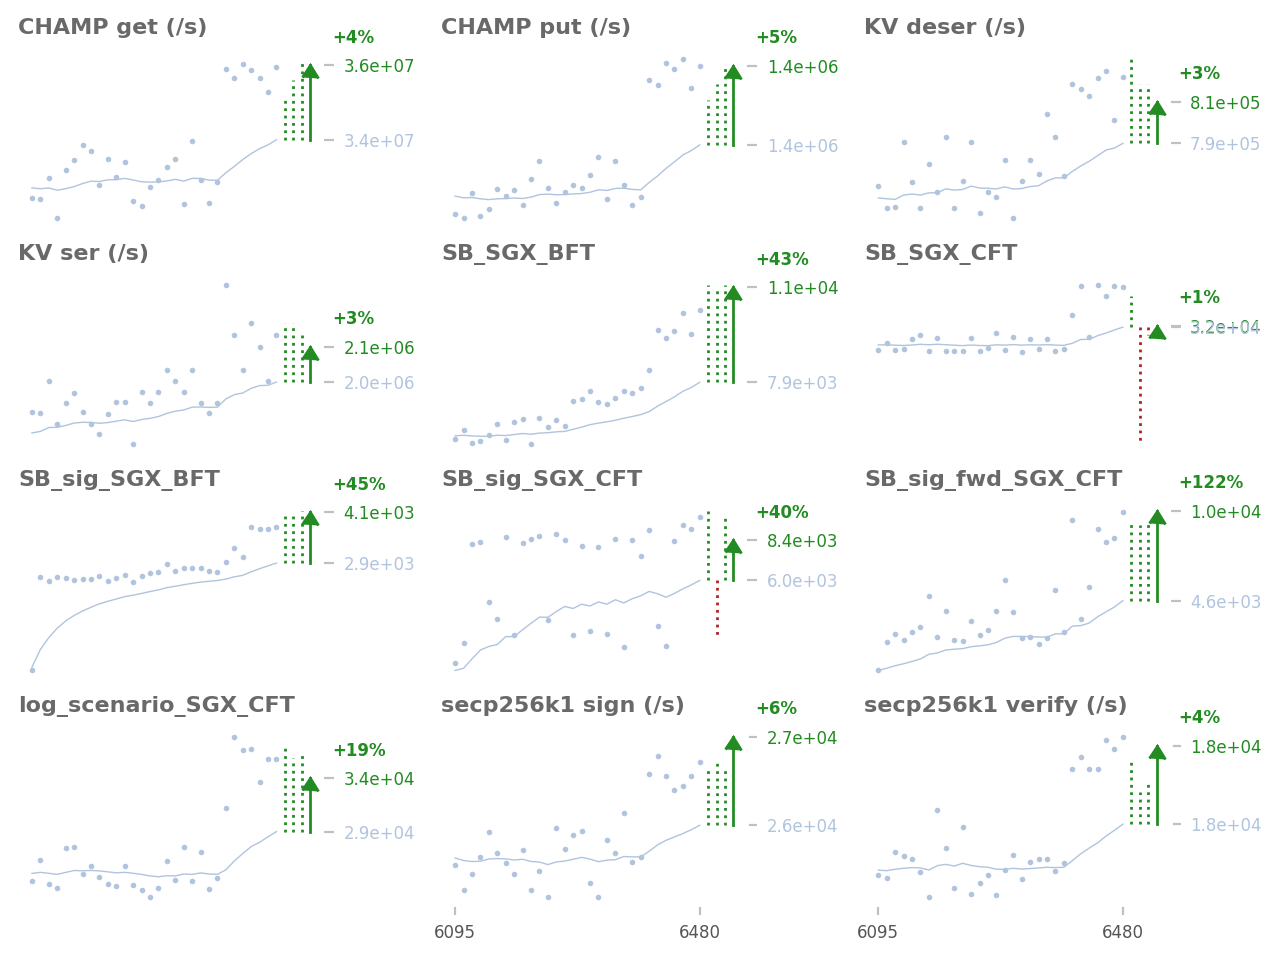 CHAMP get (/s)
+4%
3.6e+07
3.4e+07
CHAMP put (/s)
+5%
1.4e+06
1.4e+06
KV deser (/s)
+3%
8.1e+05
7.9e+05
KV ser (/s)
+3%
2.1e+06
2.0e+06
SB_SGX_BFT
+43%
1.1e+04
7.9e+03
SB_SGX_CFT
+1%
3.2e+04
SB_sig_SGX_BFT
+45%
4.1e+03
2.9e+03
SB_sig_SGX_CFT
+40%
8.4e+03
6.0e+03
SB_sig_fwd_SGX_CFT
+122%
1.0e+04
4.6e+03
log_scenario_SGX_CFT
+19%
3.4e+04
2.9e+04
secp256k1 sign (/s)
+6%
2.7e+04
2.6e+04
6095
6480
secp256k1 verify (/s)
+4%
1.8e+04
1.8e+04
6095
6480